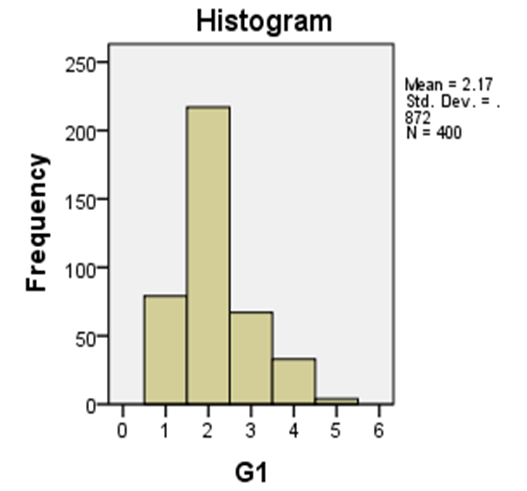 Histogram
Frequency
250
200
150
100
50
0
0 1 2 3 4 5 6
G1
Mean = 2.17
Std. Dev. = .
872
N = 400